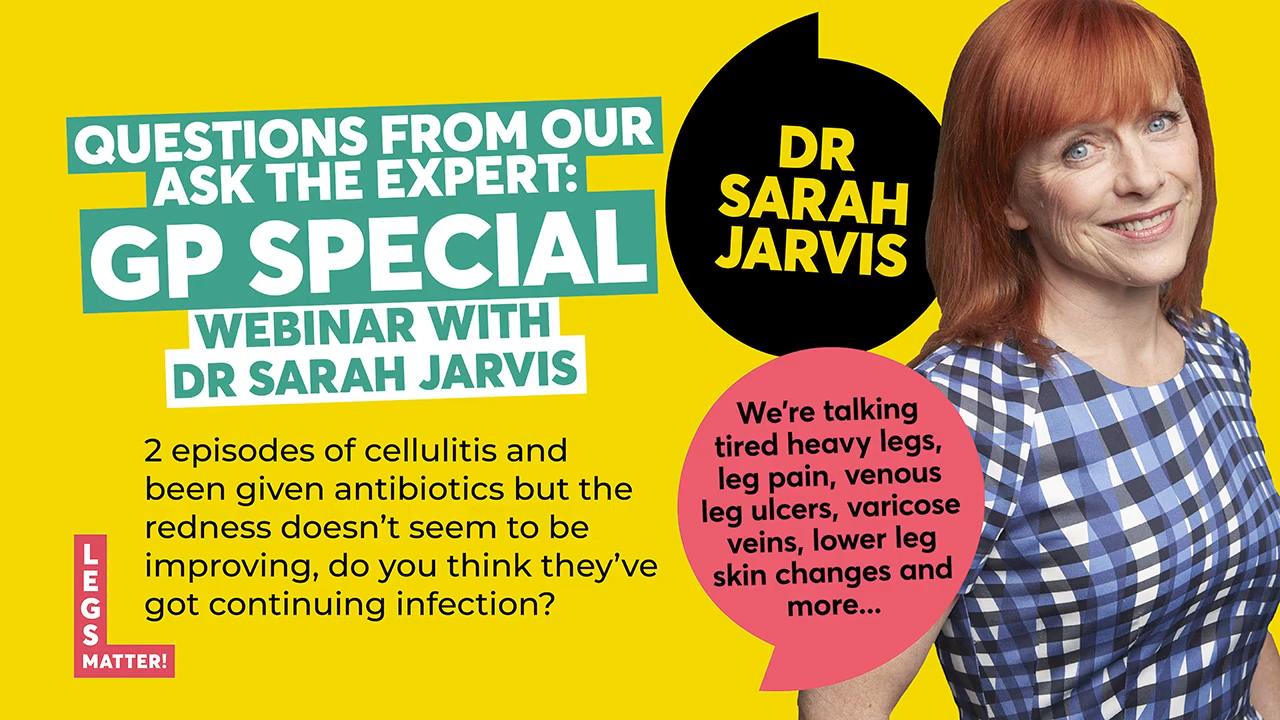 QUESTIONS FROM OUR
ASK THE EXPERT:
GP SPECIAL
WEBINAR WITH
DR SARAH JARVIS
2 episodes of cellulitis and
been given antibiotics but the
redness doesn't seem to be
improving, do you think they've
got continuing infection?
LEGS
MATTER!
DR
SARAH
JARVIS
We're talking
tired heavy legs,
leg pain, venous
leg ulcers, varicose
veins, lower leg
skin changes and
more...